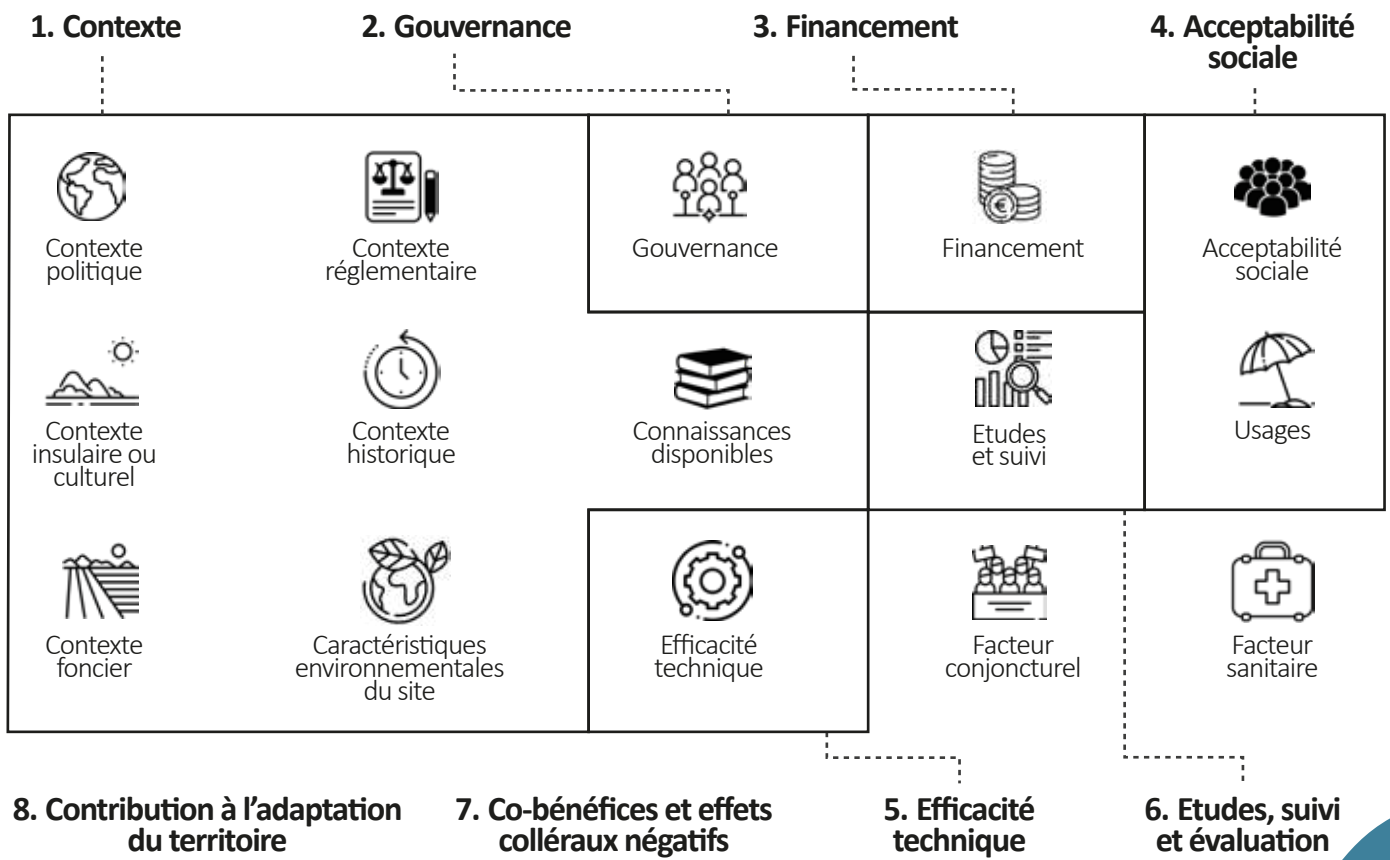 1. Contexte
2. Gouvernance
3. Financement
4. Acceptabilité
sociale
Contexte
politique
Contexte
réglementaire
Gouvernance
Financement
Acceptabilité
sociale
Contexte
insulaire ou
culturel
Contexte
historique
Connaissances
disponibles
Etudes
et suivi
Usages
Contexte
foncier
Caractéristiques
environnementales
du site
Efficacité
technique
Facteur
conjoncturel
Facteur
sanitaire
8. Contribution à l’adaptation
du territoire
7. Co-bénéfices et effets
colléraux négatifs
5. Efficacité
technique
6. Etudes, suivi
et évaluation